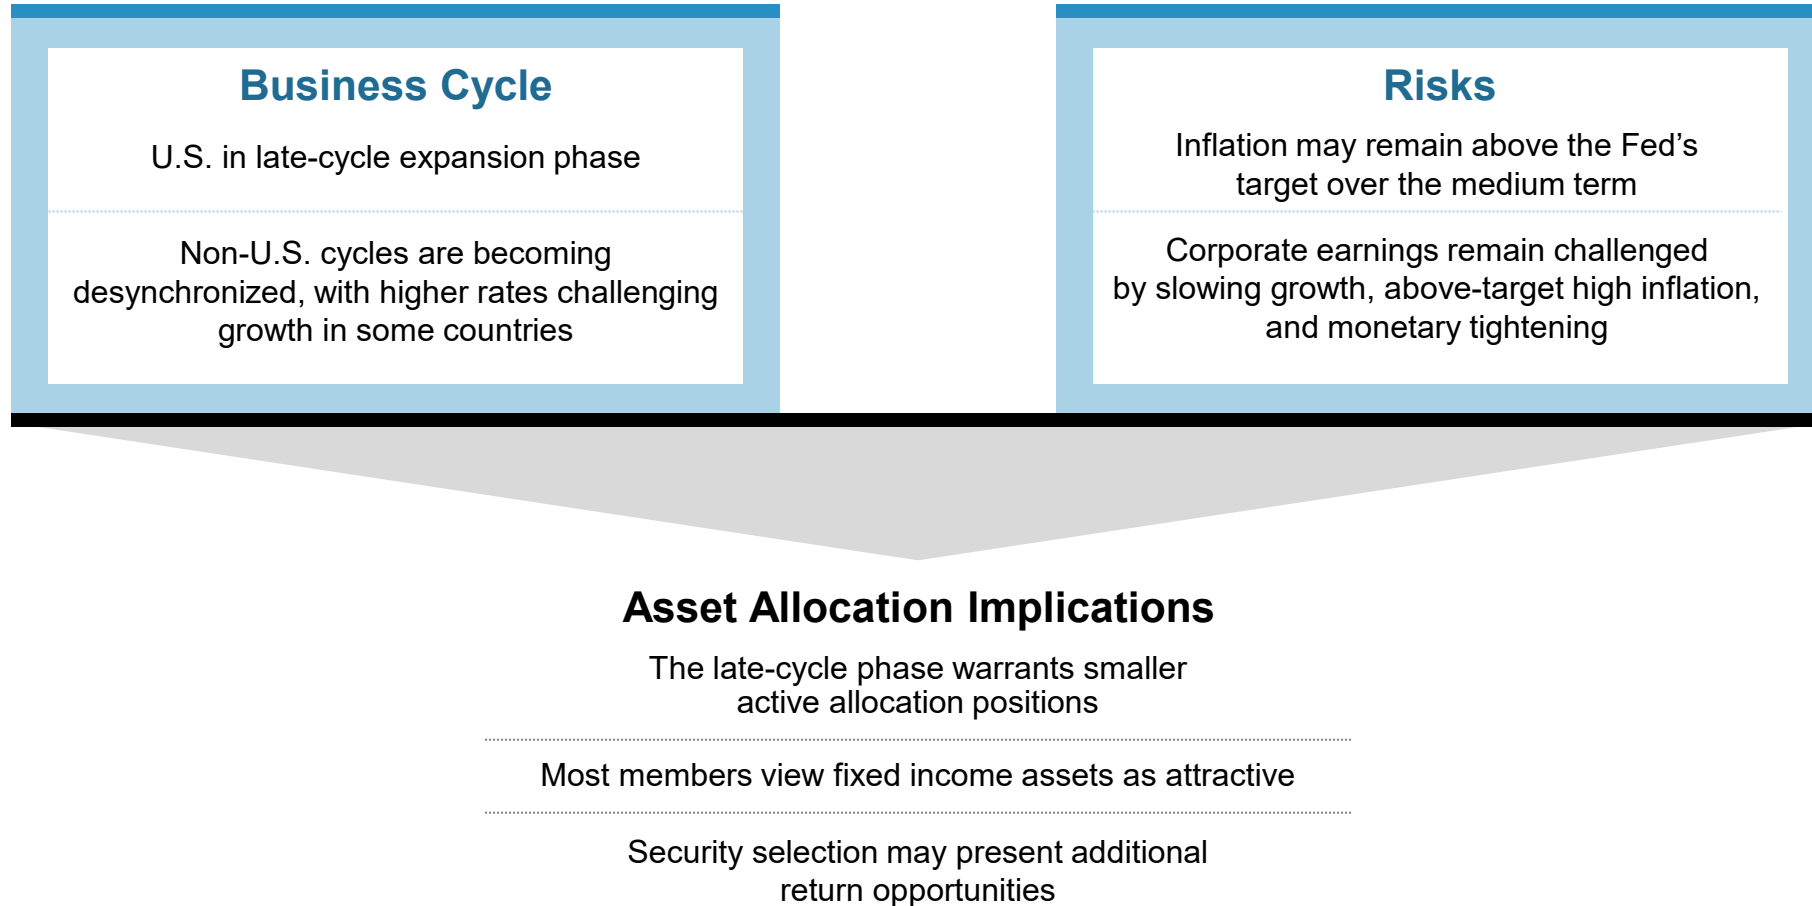 Business Cycle
U.S. in late-cycle expansion phase
Non-U.S. cycles are becoming
desynchronized, with higher rates challenging
growth in some countries
Risks
Inflation may remain above the Fed’s
target over the medium term
Corporate earnings remain challenged
by slowing growth, above-target high inflation,
and monetary tightening
Asset Allocation Implications
The late-cycle phase warrants smaller
active allocation positions
Most members view fixed income assets as attractive
Security selection may present additional
return opportunities